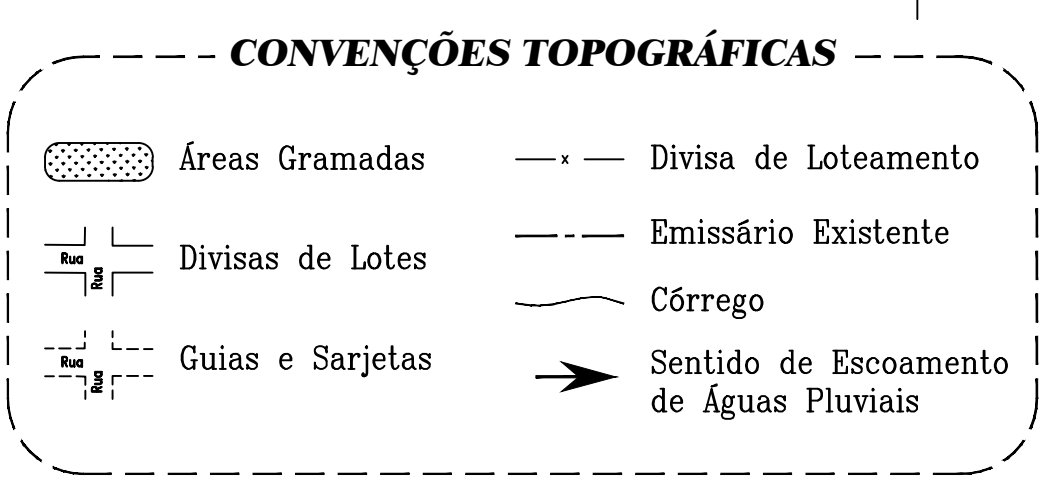 CONVENÇÕES TOPOGRÁFICAS
Áreas Gramadas
Rua
Rua
Divisas de Lotes
Rua
Rua
Guias e Sarjetas
x
Divisa de Loteamento
Emissário Existente
Córrego
Sentido de Escoamento
de Águas Pluviais